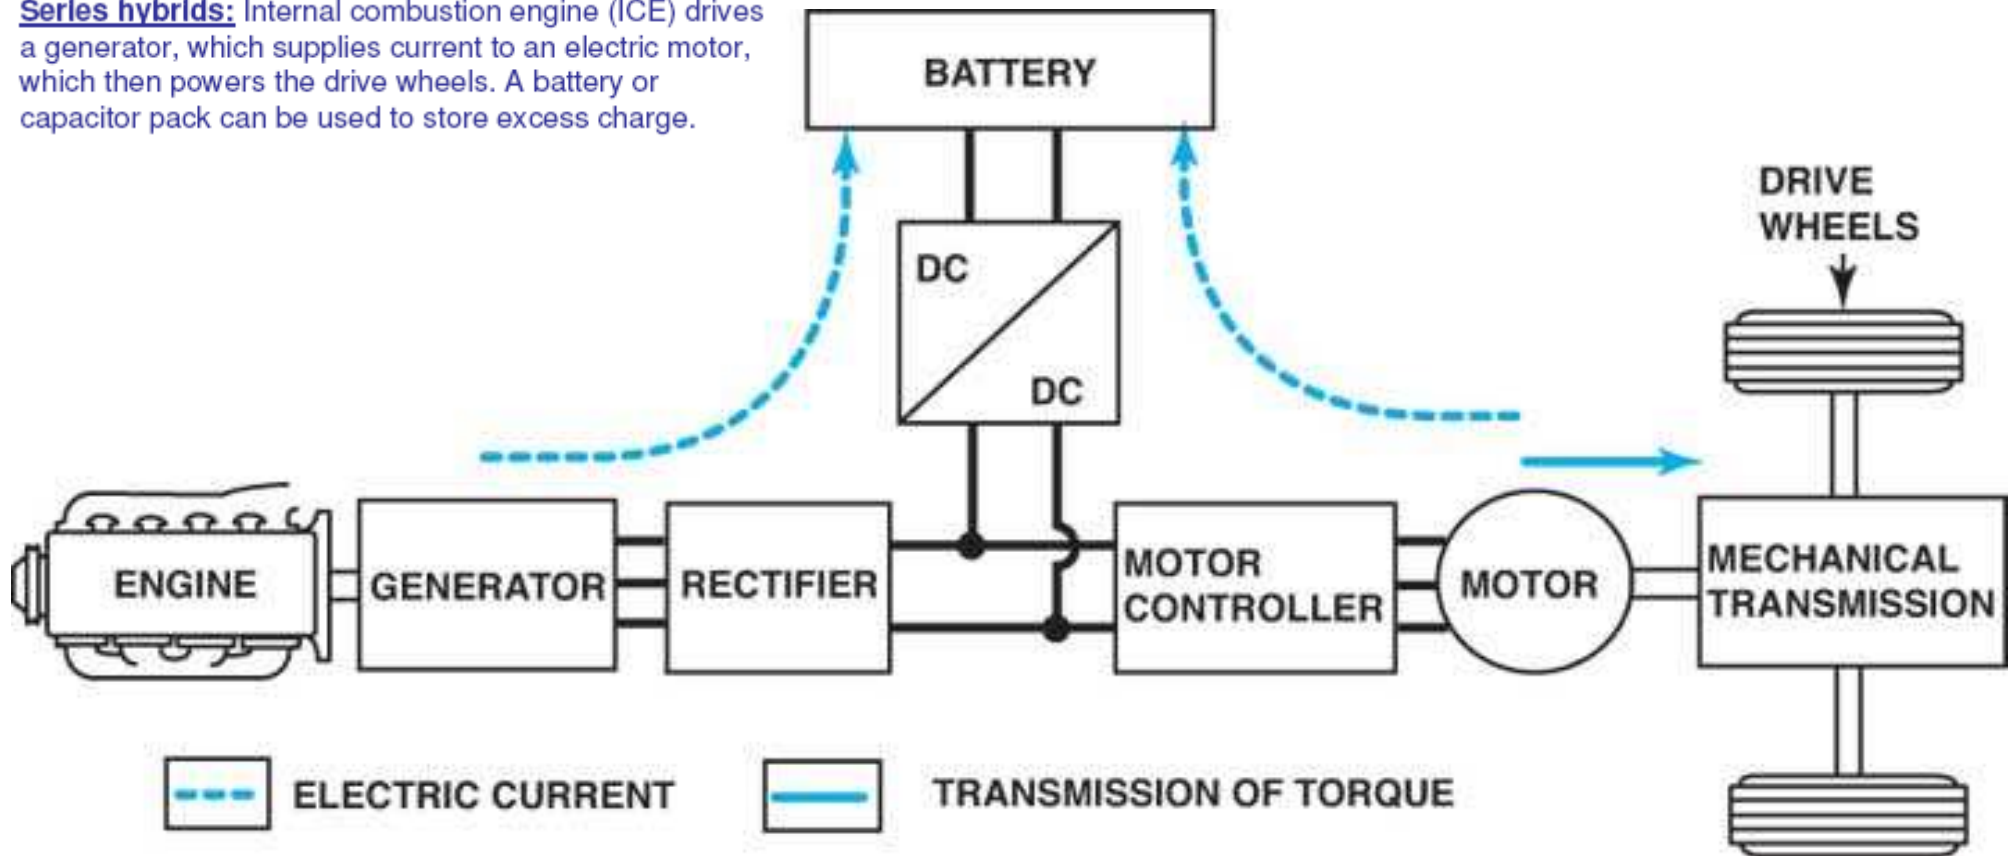 Series hybrids: Internal combustion engine (ICE) drives
a generator, which supplies current to an electric motor,
which then powers the drive wheels. A battery or
capacitor pack can be used to store excess charge.
BATTERY
DRIVE
WHEELS
DC
DC
ENGINE
GENERATOR
RECTIFIER
MOTOR
CONTROLLER
MOTOR
MECHANICAL
TRANSMISSION
ELECTRIC CURRENT
TRANSMISSION OF TORQUE